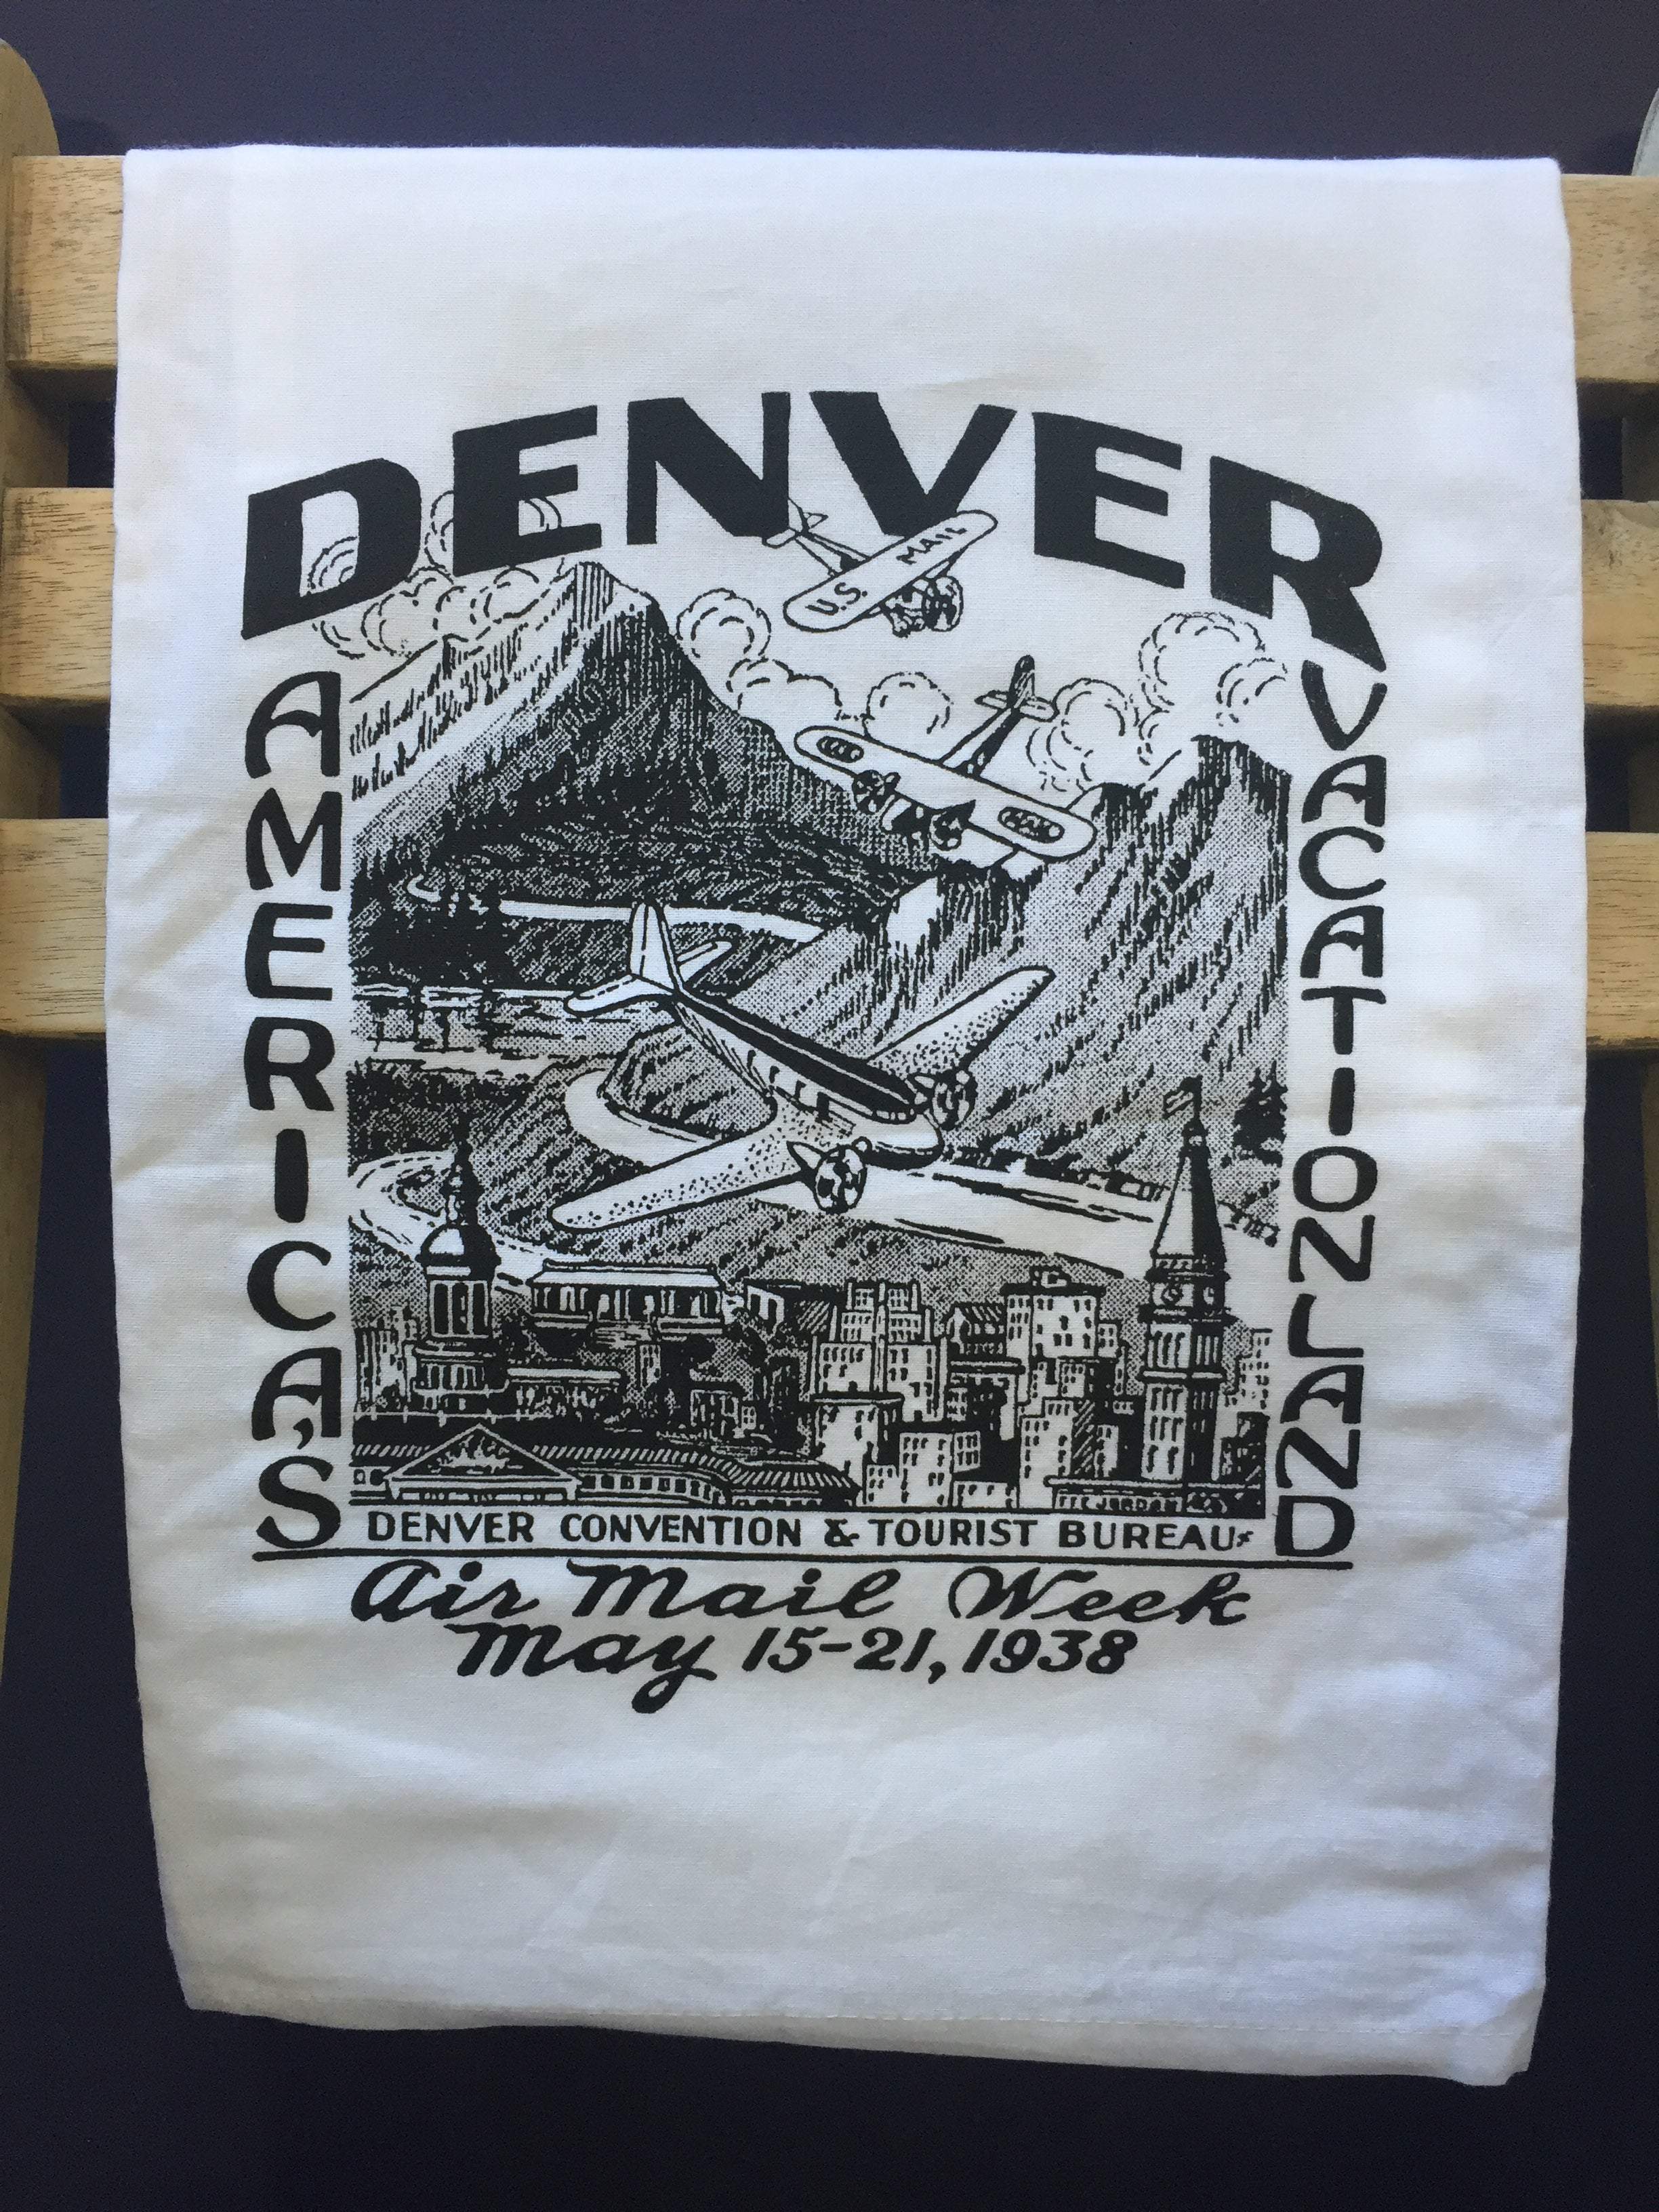 DENVER
U.S. MAIL
AMERICA'S
VACATIONLAND
DENVER CONVENTION & TOURIST BUREAU
Air Mail Week
May 15-21, 1938